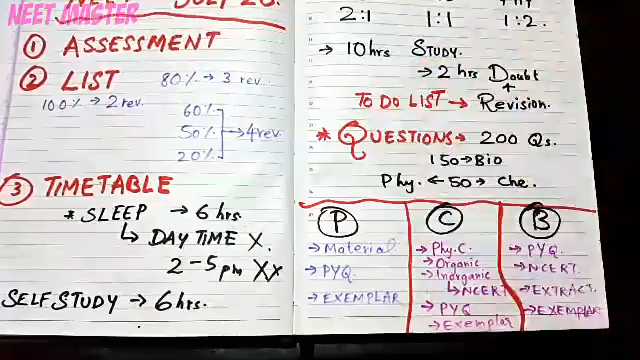 NEET MASTER
JULY 26.
① ASSESSMENT
② LIST 80% → 3 rev.
100% → 2 rev.
60%
50% → 4 rev.
20%
③ TIMETABLE
* SLEEP → 6 hrs
↳ DAY TIME X.
2-5 pm XX
SELF STUDY → 6 hrs.
2:1 1:1 1:2.
→ 10 hrs STUDY.
→ 2 hrs Doubt
+
TO DO LIST → Revision.
* QUESTIONS → 200 Qs.
150 → Bio
Phy. ← 50 → Che.
P
→ Material
→ PYQ.
→ EXEMPLAR
C
→ Phy. C.
→ Organic
→ Inorganic
↳ NCERT
→ PYQ
→ Exemplar
B
→ PYQ.
→ NCERT.
→ EXTRACT.
→ EXEMPLAR